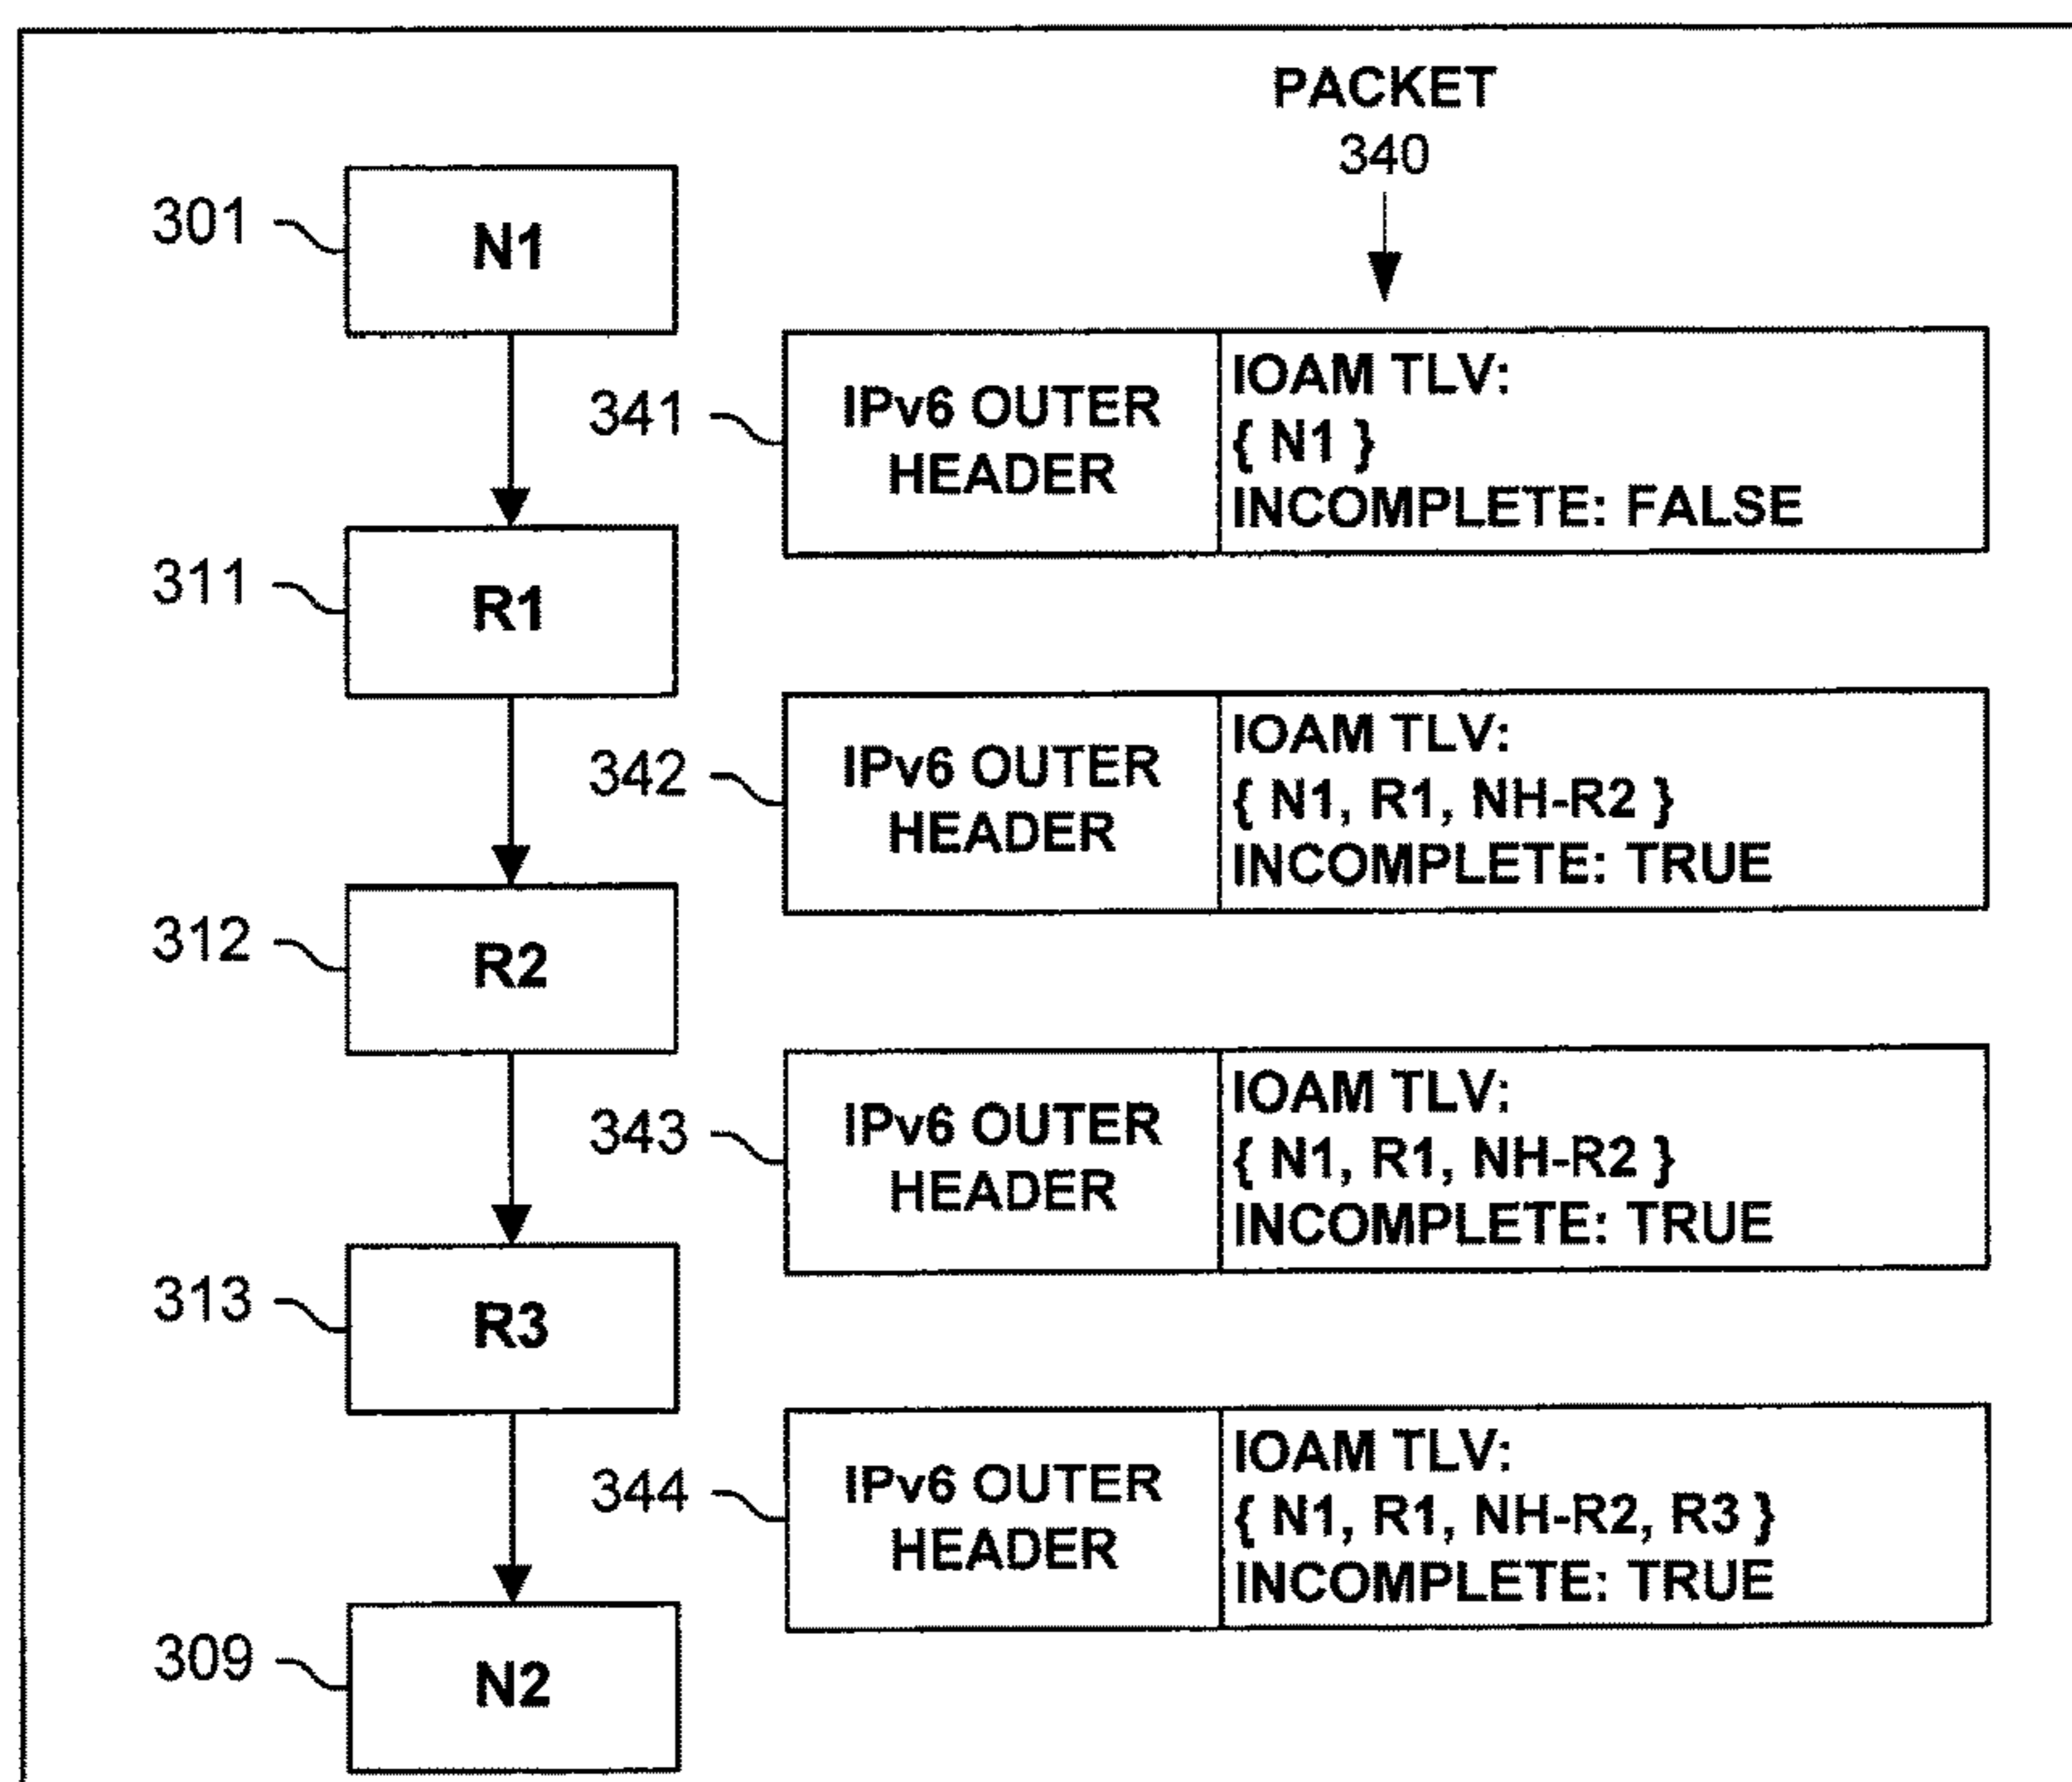 PACKET
340
301
N1
341
IPv6 OUTER
HEADER
IOAM TLV:
{ N1 }
INCOMPLETE: FALSE
311
R1
342
IPv6 OUTER
HEADER
IOAM TLV:
{ N1, R1, NH-R2 }
INCOMPLETE: TRUE
312
R2
343
IPv6 OUTER
HEADER
IOAM TLV:
{ N1, R1, NH-R2 }
INCOMPLETE: TRUE
313
R3
344
IPv6 OUTER
HEADER
IOAM TLV:
{ N1, R1, NH-R2, R3 }
INCOMPLETE: TRUE
309
N2